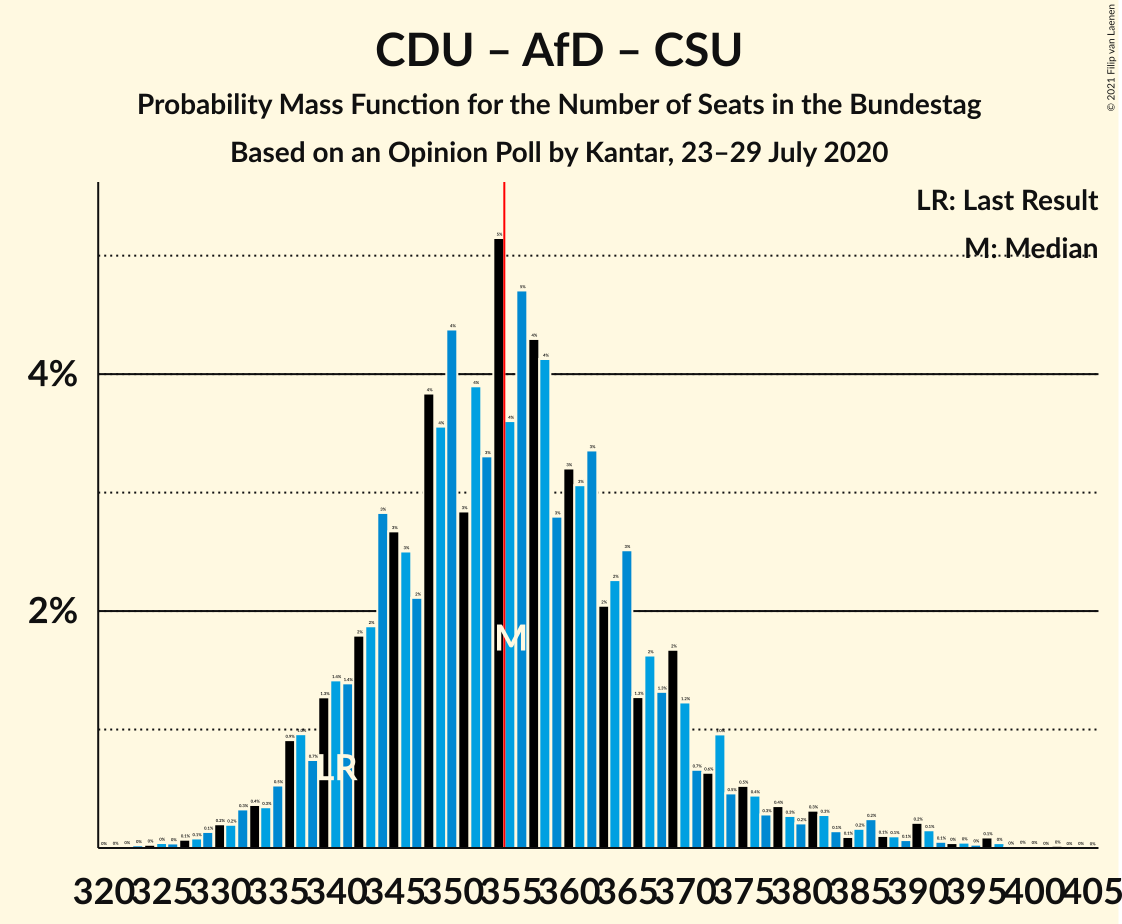 CDU – AfD – CSU
Probability Mass Function for the Number of Seats in the Bundestag
Based on an Opinion Poll by Kantar, 23–29 July 2020
© 2021 Filip van Laenen
LR: Last Result
M: Median
4%
2%
M
LR
320 325 330 335 340 345 350 355 360 365 370 375 380 385 390 395 400 405